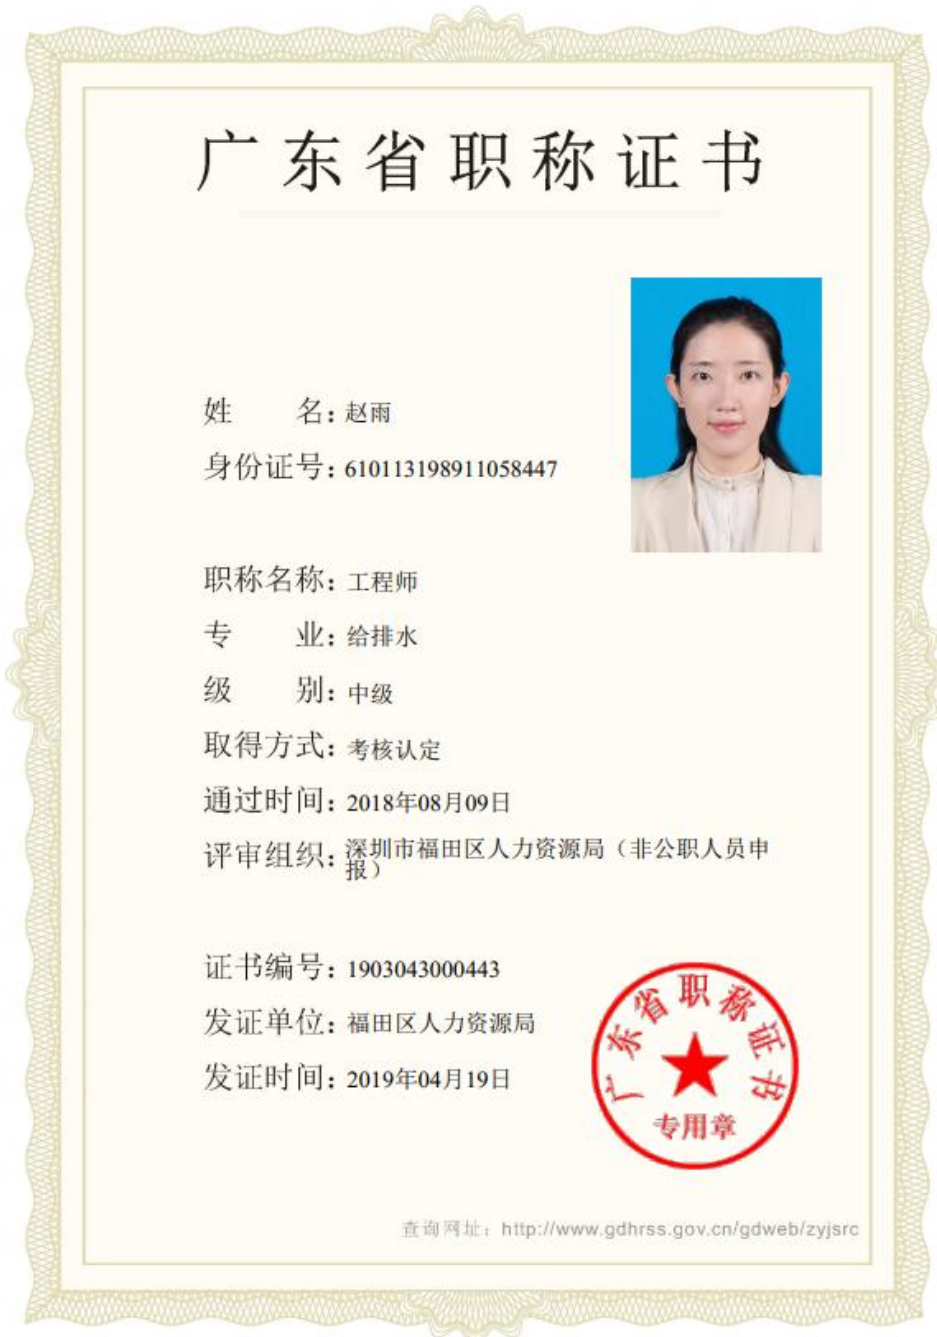 广东省职称证书
姓 名：赵雨
身份证号：610113198911058447
职称名称：工程师
专 业：给排水
级 别：中级
取得方式：考核认定
通过时间：2018年08月09日
评审组织：深圳市福田区人力资源局（非公职人员申
报）
证书编号：1903043000443
发证单位：福田区人力资源局
发证时间：2019年04月19日
广东省职称证书
专用章
查询网址：http://www.gdhrss.gov.cn/gdweb/zyjsrc